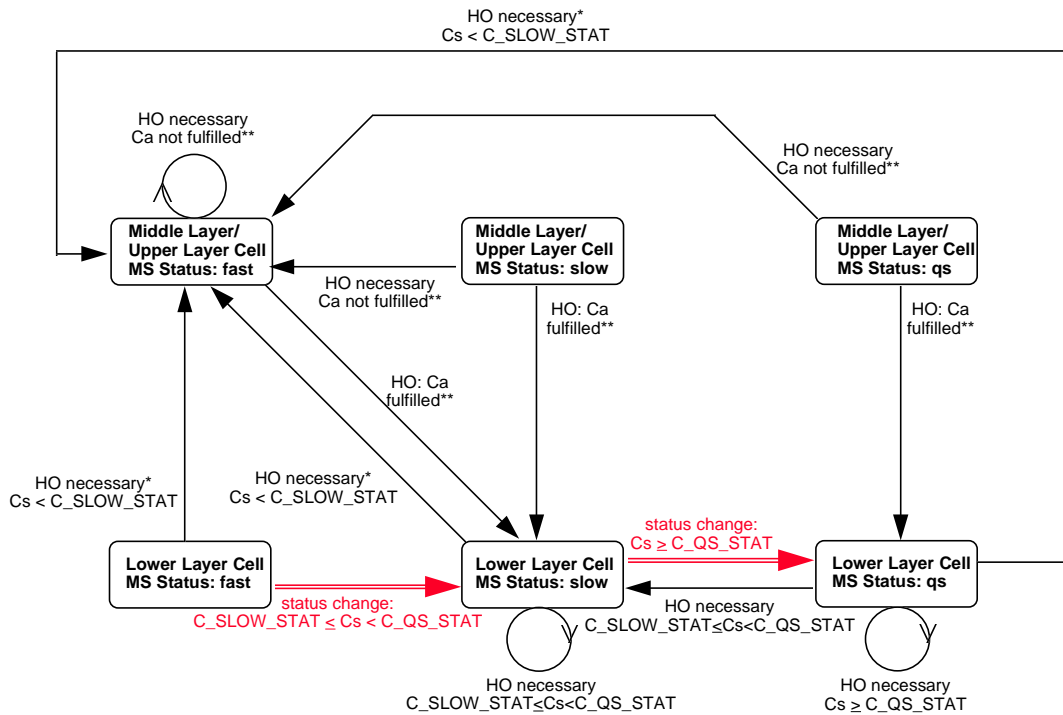 HO necessary*
Cs < C_SLOW_STAT
HO necessary
Ca not fulfilled**
HO necessary
Ca not fulfilled**
Middle Layer/
Upper Layer Cell
MS Status: fast
Middle Layer/
Upper Layer Cell
MS Status: slow
Middle Layer/
Upper Layer Cell
MS Status: qs
HO necessary
Ca not fulfilled**
HO: Ca
fulfilled**
HO: Ca
fulfilled**
HO: Ca
fulfilled**
HO necessary*
Cs < C_SLOW_STAT
HO necessary*
Cs < C_SLOW_STAT
status change:
Cs ≥ C_QS_STAT
Lower Layer Cell
MS Status: fast
Lower Layer Cell
MS Status: slow
Lower Layer Cell
MS Status: qs
status change:
C_SLOW_STAT ≤ Cs < C_QS_STAT
HO necessary
C_SLOW_STAT≤Cs<C_QS_STAT
HO necessary
C_SLOW_STAT≤Cs<C_QS_STAT
HO necessary
Cs ≥ C_QS_STAT